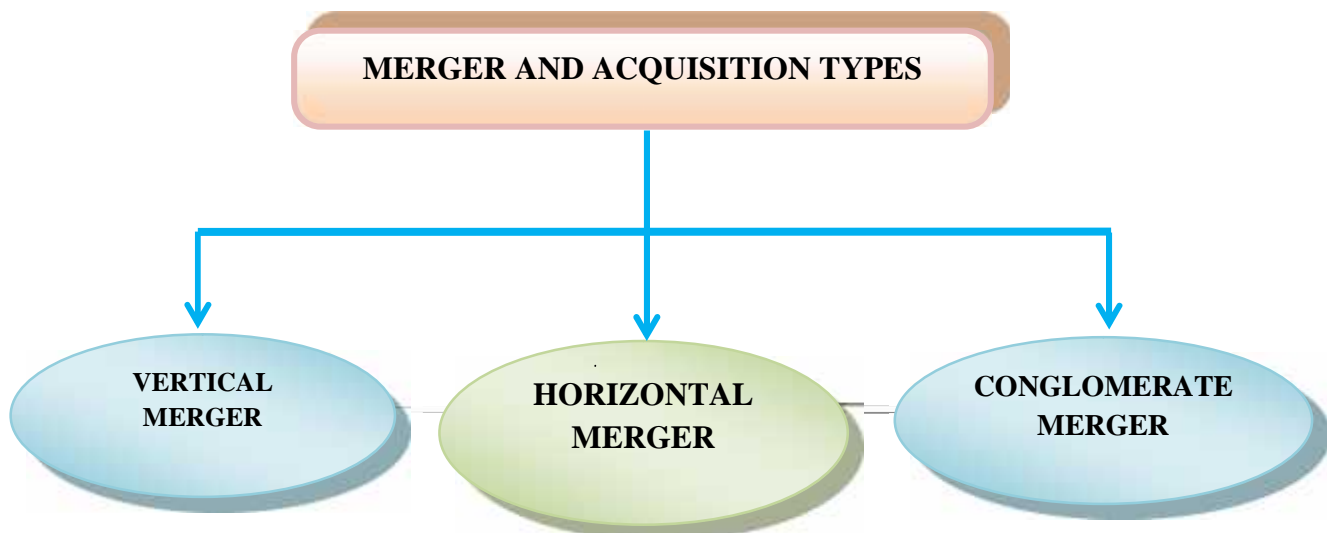 MERGER AND ACQUISITION TYPES
VERTICAL
MERGER
HORIZONTAL
MERGER
CONGLOMERATE
MERGER